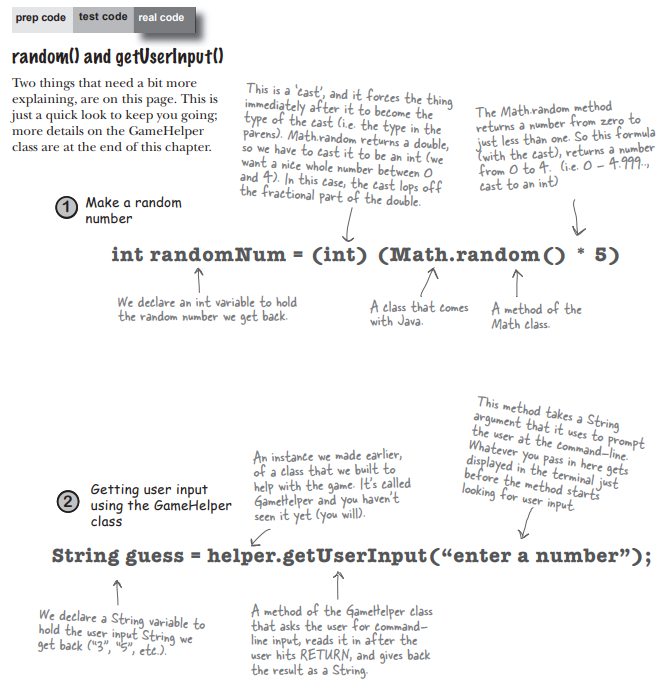 prep code test code real code
random() and getUserInput()
Two things that need a bit more
explaining, are on this page. This is
just a quick look to keep you going;
more details on the GameHelper
class are at the end of this chapter.
This is a 'cast', and it forces the thing
immediately after it to become the
type of the cast (i.e. the type in the
parens). Math.random returns a double,
so we have to cast it to be an int (we
want a nice whole number between 0
and 4). In this case, the cast lops off
the fractional part of the double.
The Math.random method
returns a number from zero to
just less than one. So this formula
(with the cast), returns a number
from 0 to 4. (i.e. 0 - 4.999..,
cast to an int)
1 Make a random
number
int randomNum = (int) (Math.random() * 5)
We declare an int variable to hold
the random number we get back.
A class that comes
with Java.
A method of the
Math class.
This method takes a String
argument that it uses to prompt
the user at the command-line.
Whatever you pass in here gets
displayed in the terminal just
before the method starts
looking for user input
An instance we made earlier,
of a class that we built to
help with the game. It's called
GameHelper and you haven't
seen it yet (you will).
2 Getting user input
using the GameHelper
class
String guess = helper.getUserInput(“enter a number”);
We declare a String variable to
hold the user input String we
get back ("3", "5", etc.).
A method of the GameHelper class
that asks the user for command-
line input, reads it in after the
user hits RETURN, and gives back
the result as a String.